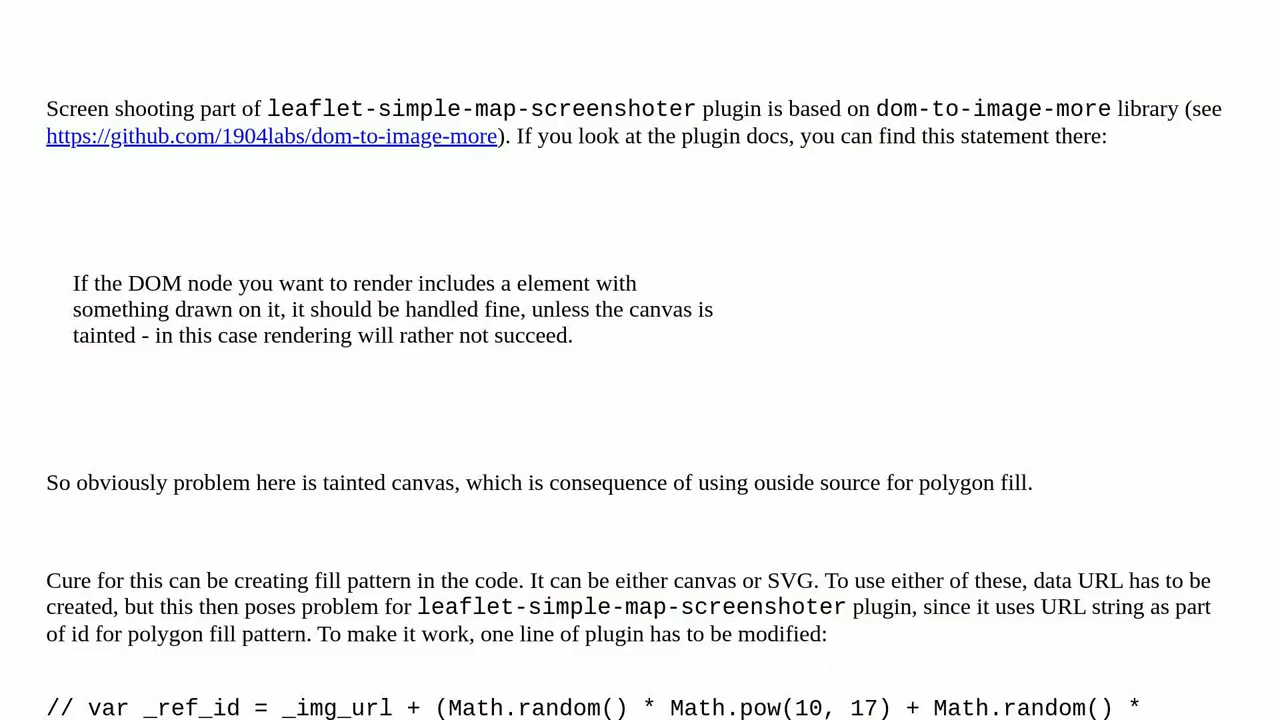 Screen shooting part of leaflet-simple-map-screenshoter plugin is based on dom-to-image-more library (see
https://github.com/1904labs/dom-to-image-more). If you look at the plugin docs, you can find this statement there:
If the DOM node you want to render includes a element with
something drawn on it, it should be handled fine, unless the canvas is
tainted - in this case rendering will rather not succeed.
So obviously problem here is tainted canvas, which is consequence of using ouside source for polygon fill.
Cure for this can be creating fill pattern in the code. It can be either canvas or SVG. To use either of these, data URL has to be
created, but this then poses problem for leaflet-simple-map-screenshoter plugin, since it uses URL string as part
of id for polygon fill pattern. To make it work, one line of plugin has to be modified:
// var _ref_id = _img_url + (Math.random() * Math.pow(10, 17) + Math.random() *